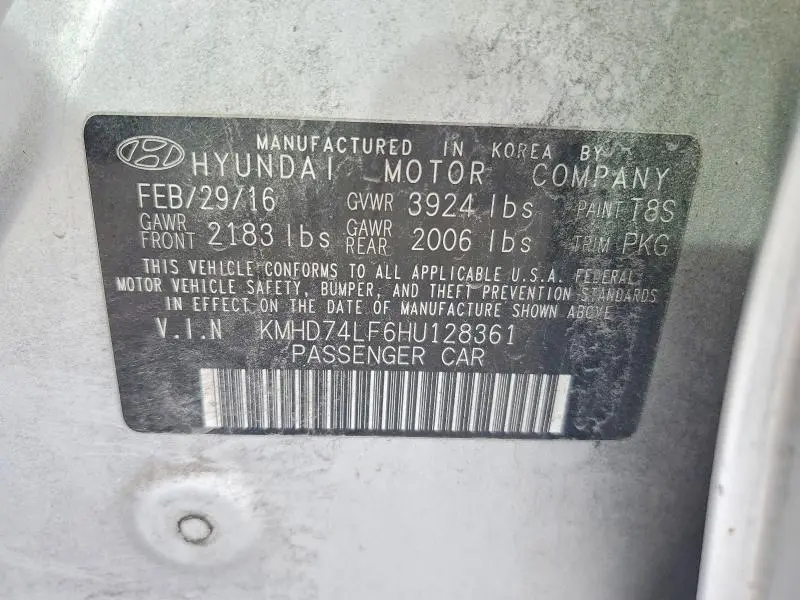 MANUFACTURED IN KOREA BY
HYUNDAI MOTOR COMPANY
FEB/29/16 GVWR 3924 lbs PAINT T8S
GAWR FRONT 2183 lbs GAWR REAR 2006 lbs TRIM PKG
THIS VEHICLE CONFORMS TO ALL APPLICABLE U.S.A. FEDERAL
MOTOR VEHICLE SAFETY, BUMPER, AND THEFT PREVENTION STANDARDS
IN EFFECT ON THE DATE OF MANUFACTURE SHOWN ABOVE.
V.I.N KMHD74LF6HU128361
PASSENGER CAR